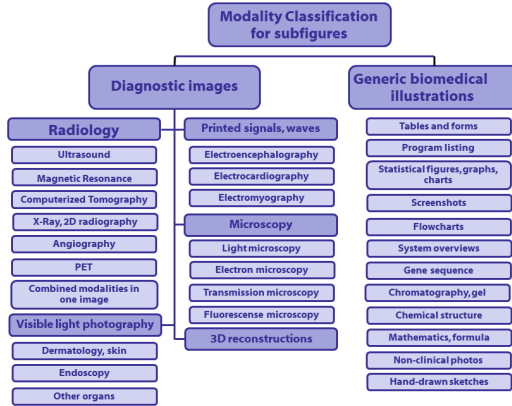 Modality Classification
for subfigures
Diagnostic images
Generic biomedical
illustrations
Radiology
Ultrasound
Magnetic Resonance
Computerized Tomography
X-Ray, 2D radiography
Angiography
PET
Combined modalities in
one image
Visible light photography
Dermatology, skin
Endoscopy
Other organs
Printed signals, waves
Electroencephalography
Electrocardiography
Electromyography
Microscopy
Light microscopy
Electron microscopy
Transmission microscopy
Fluorescense microscopy
3D reconstructions
Tables and forms
Program listing
Statistical figures, graphs,
charts
Screenshots
Flowcharts
System overviews
Gene sequence
Chromatography, gel
Chemical structure
Mathematics, formula
Non-clinical photos
Hand-drawn sketches